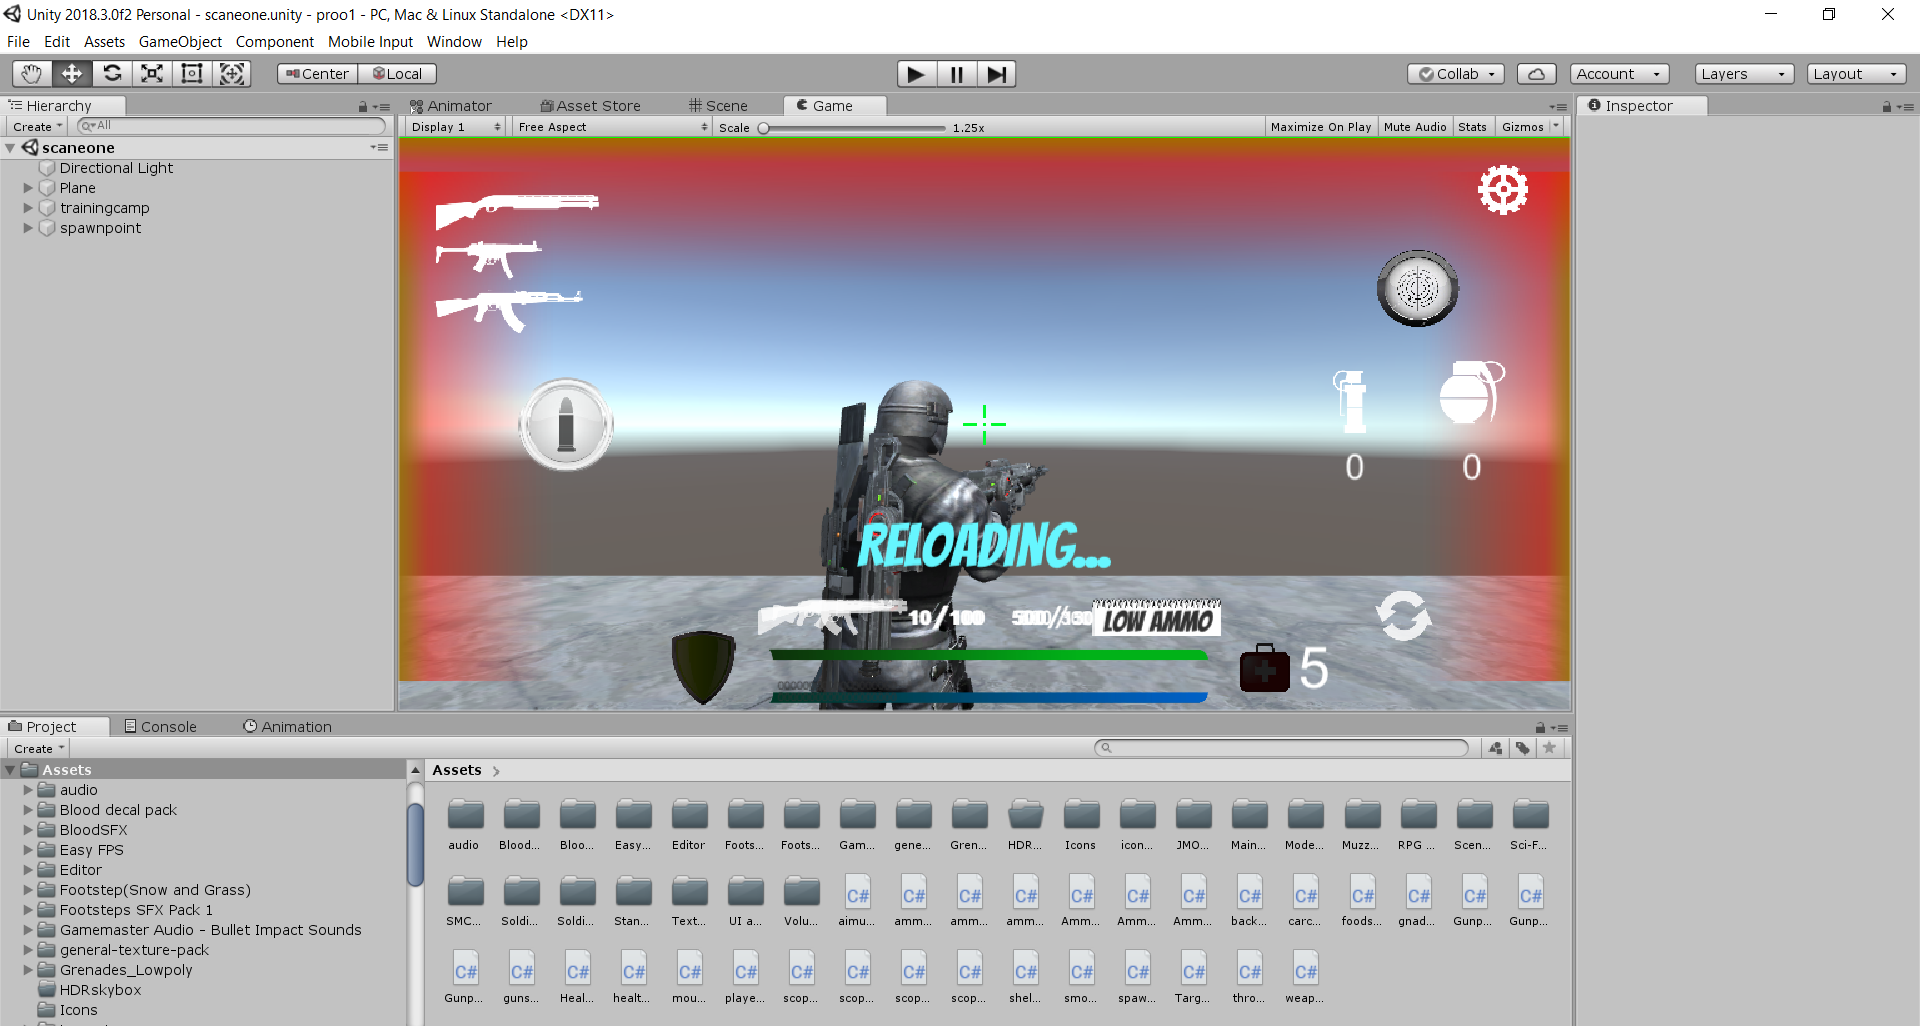 Unity 2018.3.0f2 Personal - scaneone.unity - proo1 - PC, Mac & Linux Standalone <DX11>
File Edit Assets GameObject Component Mobile Input Window Help
Center Local Collab Account Layers Layout
Hierarchy
Create All
scaneone
Directional Light
Plane
trainingcamp
spawnpoint
Animator Asset Store Scene Game
Display 1 Free Aspect Scale 1.25x Maximize On Play Mute Audio Stats Gizmos
0 0
RELOADING...
10/100 LOW AMMO
5
Inspector
Project Console Animation
Create
Assets
audio
Blood decal pack
BloodSFX
Easy FPS
Editor
Footstep(Snow and Grass)
Footsteps SFX Pack 1
Gamemaster Audio - Bullet Impact Sounds
general-texture-pack
Grenades_Lowpoly
HDRskybox
Icons
Assets
audio Blood... Bloo... Easy... Editor Foots... Foots... Gam... gene... Gren... HDR... Icons icon... JMO... Main... Mode... Muzz... RPG ... Scen... Sci-F...
SMC... Soldi... Soldi... Stan... Text... UI a... Volu... aimu... amm... amm... amm... Amm... Amm... Amm... back... carc... foods... gnad... Gunp... Gunp...
Gunp... guns... Heal... healt... mou... playe... scop... scop... scop... scop... shel... smo... spaw... Targ... thro... weap...
C# C# C# C# C# C# C# C# C# C# C# C# C#
C# C# C# C# C# C# C# C# C# C# C# C# C# C# C# C#